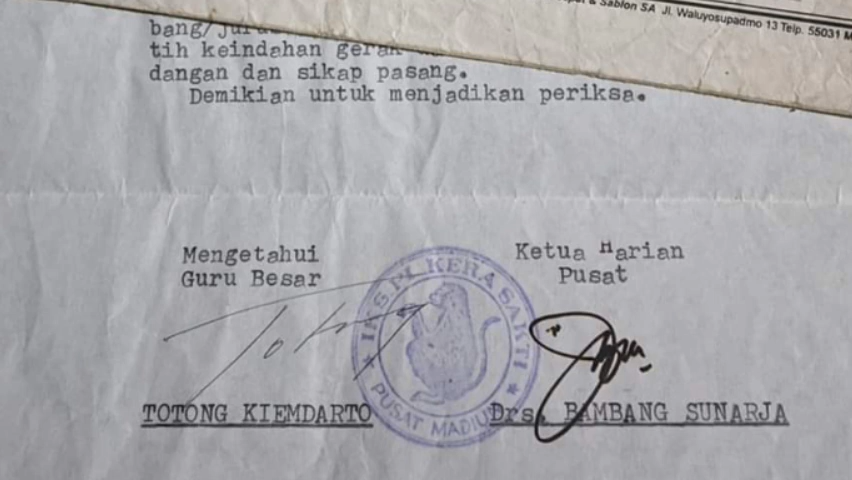 & Sablon SA Jl. Waluyosupadmo 13 Telp. 55031 M
bang/
tih keindahan gerak
dangan dan sikap pasang.
Demikian untuk menjadikan periksa.
Mengetahui
Guru Besar
Ketua Harian
Pusat
IKS PI KERA SAKTI
PUSAT MADIUN
TOTONG KIEMDARTO
Drs. BAMBANG SUNARJA